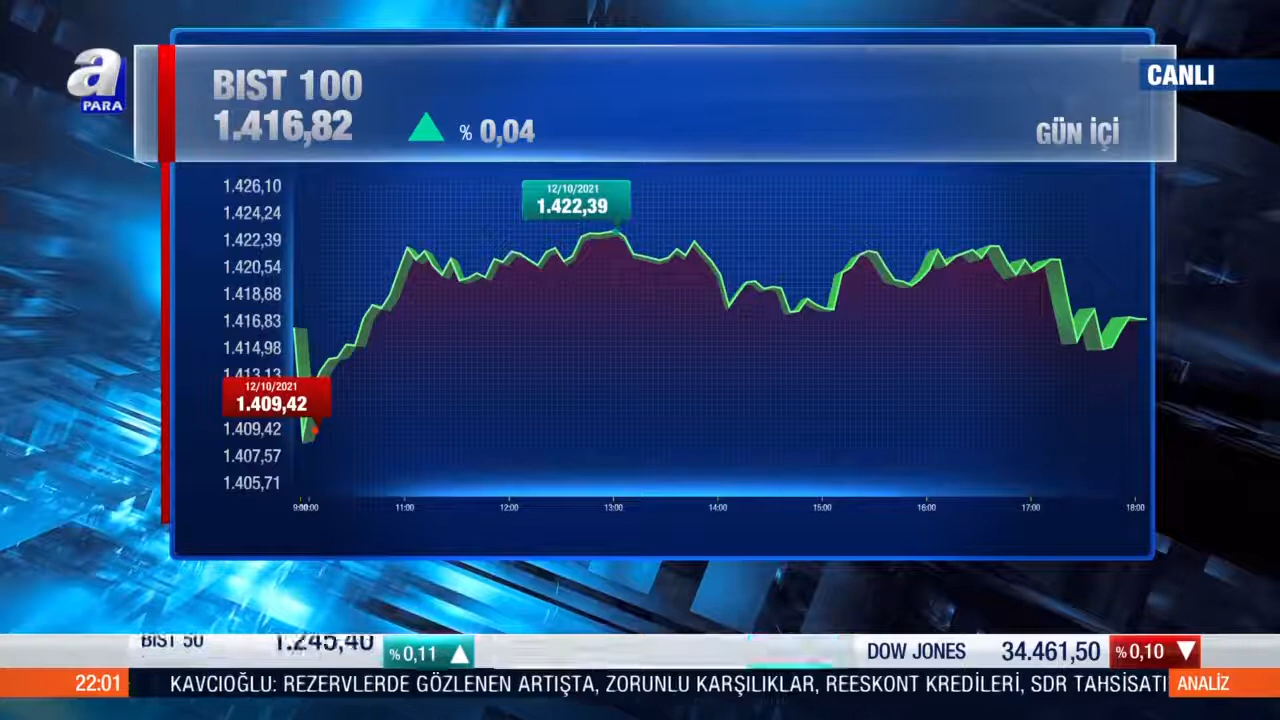 a
PARA
BIST 100
1.416,82
% 0,04
GÜN İÇİ
CANLI
1.426,10
1.424,24
1.422,39
1.420,54
1.418,68
1.416,83
1.414,98
1.413,13
1.409,42
1.407,57
1.405,71
12/10/2021
1.422,39
12/10/2021
1.409,42
11:00 12:00 13:00 14:00 15:00 16:00 17:00 18:00
BIST 50 1.245,40 % 0,11
DOW JONES 34.461,50 % 0,10
22:01 KAVCIOĞLU: REZERVLERDE GÖZLENEN ARTIŞTA, ZORUNLU KARŞILIKLAR, REESKONT KREDİLERİ, SDR TAHSİSATI ANALİZ